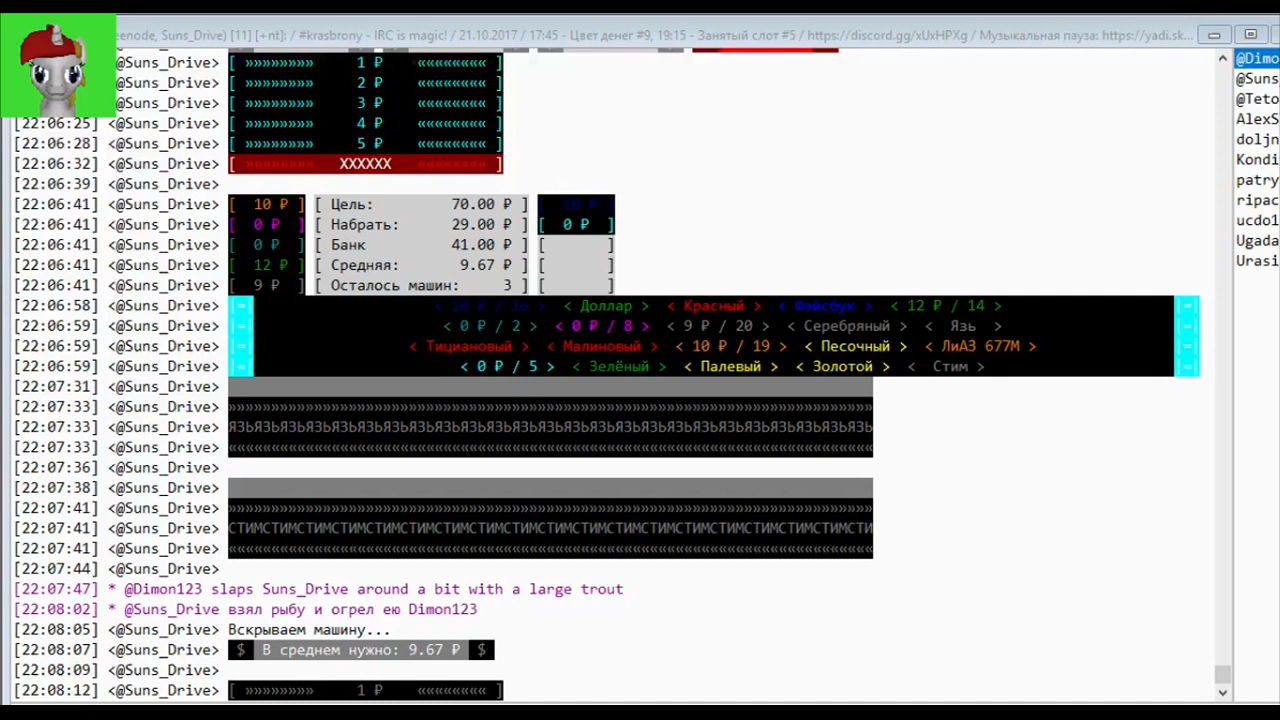 eenode, Suns_Drive) [11] [+nt]: / #krasbrony - IRC is magic! / 21.10.2017 / 17:45 - Цвет денег #9, 19:15 - Занятый слот #5 / https://discord.gg/xUxHPXg / Музыкальная пауза: https://yadi.sk...
@Suns_Drive> [ »»»»»»»» 1 ₽ «««««««« ]
@Suns_Drive> [ »»»»»»»» 2 ₽ «««««««« ]
@Suns_Drive> [ »»»»»»»» 3 ₽ «««««««« ]
[22:06:25] <@Suns_Drive> [ »»»»»»»» 4 ₽ «««««««« ]
[22:06:28] <@Suns_Drive> [ »»»»»»»» 5 ₽ «««««««« ]
[22:06:32] <@Suns_Drive> [ »»»»»»»» XXXXXX «««««««« ]
[22:06:39] <@Suns_Drive>
[22:06:41] <@Suns_Drive> [ 10 ₽ ] [ Цель: 70.00 ₽ ] [ 10 ₽ ]
[22:06:41] <@Suns_Drive> [ 0 ₽ ] [ Набрать: 29.00 ₽ ] [ 0 ₽ ]
[22:06:41] <@Suns_Drive> [ 0 ₽ ] [ Банк 41.00 ₽ ] [ ]
[22:06:41] <@Suns_Drive> [ 12 ₽ ] [ Средняя: 9.67 ₽ ] [ ]
[22:06:41] <@Suns_Drive> [ 9 ₽ ] [ Осталось машин: 3 ] [ ]
[22:06:58] <@Suns_Drive> [=] < 10 ₽ / 16 > < Доллар > < Красный > < Фэйсбук > < 12 ₽ / 14 > [=]
[22:06:59] <@Suns_Drive> [=] < 0 ₽ / 2 > < 0 ₽ / 8 > < 9 ₽ / 20 > < Серебряный > < Язь > [=]
[22:06:59] <@Suns_Drive> [=] < Тициановый > < Малиновый > < 10 ₽ / 19 > < Песочный > < ЛиАЗ 677М > [=]
[22:06:59] <@Suns_Drive> [=] < 0 ₽ / 5 > < Зелёный > < Палевый > < Золотой > < Стим > [=]
[22:07:31] <@Suns_Drive>
[22:07:33] <@Suns_Drive> »»»»»»»»»»»»»»»»»»»»»»»»»»»»»»»»»»»»»»»»»»»»»»»»»»»»»»»»»»»»»»»»»»»»»»»»»»»
[22:07:33] <@Suns_Drive> ЯЗЬЯЗЬЯЗЬЯЗЬЯЗЬЯЗЬЯЗЬЯЗЬЯЗЬЯЗЬЯЗЬЯЗЬЯЗЬЯЗЬЯЗЬЯЗЬЯЗЬЯЗЬЯЗЬЯЗЬЯЗЬЯЗЬЯЗЬЯЗЬЯЗЬ
[22:07:33] <@Suns_Drive> «««««««««««««««««««««««««««««««««««««««««««««««««««««««««««««««««««««««««««
[22:07:36] <@Suns_Drive>
[22:07:38] <@Suns_Drive>
[22:07:41] <@Suns_Drive> »»»»»»»»»»»»»»»»»»»»»»»»»»»»»»»»»»»»»»»»»»»»»»»»»»»»»»»»»»»»»»»»»»»»»»»»»»»
[22:07:41] <@Suns_Drive> СТИМСТИМСТИМСТИМСТИМСТИМСТИМСТИМСТИМСТИМСТИМСТИМСТИМСТИМСТИМСТИМСТИМСТИМСТИ
[22:07:41] <@Suns_Drive> «««««««««««««««««««««««««««««««««««««««««««««««««««««««««««««««««««««««««««
[22:07:44] <@Suns_Drive>
[22:07:47] * @Dimon123 slaps Suns_Drive around a bit with a large trout
[22:08:02] * @Suns_Drive взял рыбу и огрел ею Dimon123
[22:08:05] <@Suns_Drive> Вскрываем машину...
[22:08:07] <@Suns_Drive> $ В среднем нужно: 9.67 ₽ $
[22:08:09] <@Suns_Drive>
[22:08:12] <@Suns_Drive> [ »»»»»»»» 1 ₽ «««««««« ]
@Dimo
@Suns
@Teto
AlexS
doljn
Kondi
patry
ripac
ucdo1
Ugada
Urasi